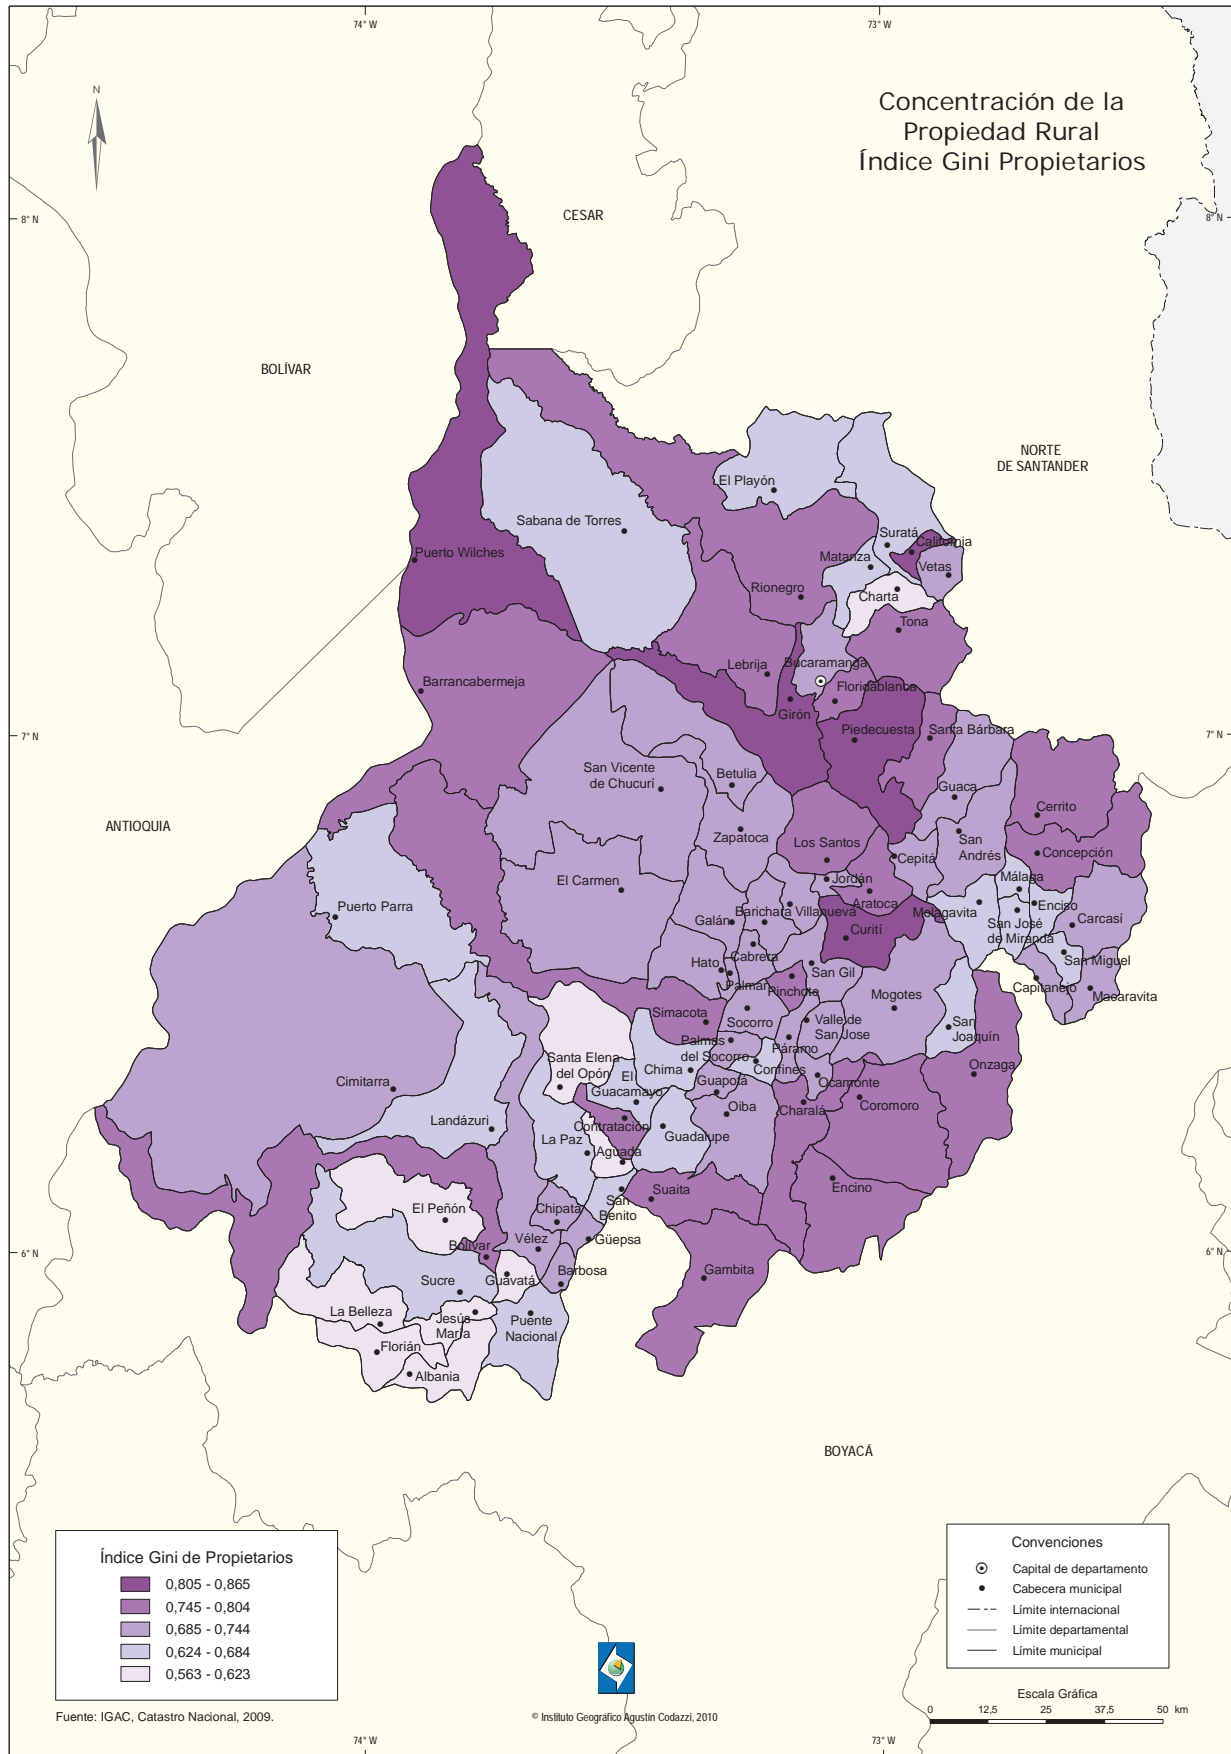 74° W
73° W
Concentración de la
Propiedad Rural
Índice Gini Propietarios
N
8° N
8° N
CESAR
BOLÍVAR
NORTE
DE SANTANDER
El Playón
Sabana de Torres
Suratá
California
Puerto Wilches
Matanza
Vetas
Rionegro
Charta
Tona
Lebrija
Bucaramanga
Barrancabermeja
Floridablanca
Girón
7° N
7° N
Piedecuesta
Santa Bárbara
San Vicente
de Chucurí
Betulia
Guaca
Cerrito
ANTIOQUIA
Zapatoca
Los Santos
San
Andrés
Cepitá
Concepción
El Carmen
Jordán
Málaga
Aratoca
Puerto Parra
Galán
Barichara
Villanueva
Molagavita
Enciso
San José
de Miranda
Carcasí
Curití
Cabrera
Hato
San Gil
San Miguel
Palmar
Pinchote
Capitanejo
Macaravita
Simacota
Socorro
Mogotes
Valle de
San Jose
San
Joaquín
Palmas
del Socorro
Páramo
Santa Elena
del Opón
Chima
Confines
Onzaga
El
Guacamayo
Guapotá
Ocamonte
Cimitarra
Oiba
Charalá
Coromoro
Landázuri
Contratación
La Paz
Guadalupe
Aguada
Encino
San
Benito
Suaita
El Peñón
Chipatá
Vélez
Güepsa
Bolívar
6° N
6° N
Guavatá
Barbosa
Gambita
Sucre
La Belleza
Jesús
María
Puente
Nacional
Florián
Albania
BOYACÁ
Índice Gini de Propietarios
0,805 - 0,865
0,745 - 0,804
0,685 - 0,744
0,624 - 0,684
0,563 - 0,623
Convenciones
Capital de departamento
Cabecera municipal
Límite internacional
Límite departamental
Límite municipal
Escala Gráfica
0 12,5 25 37,5 50 km
Fuente: IGAC, Catastro Nacional, 2009.
© Instituto Geográfico Agustín Codazzi, 2010
74° W
73° W